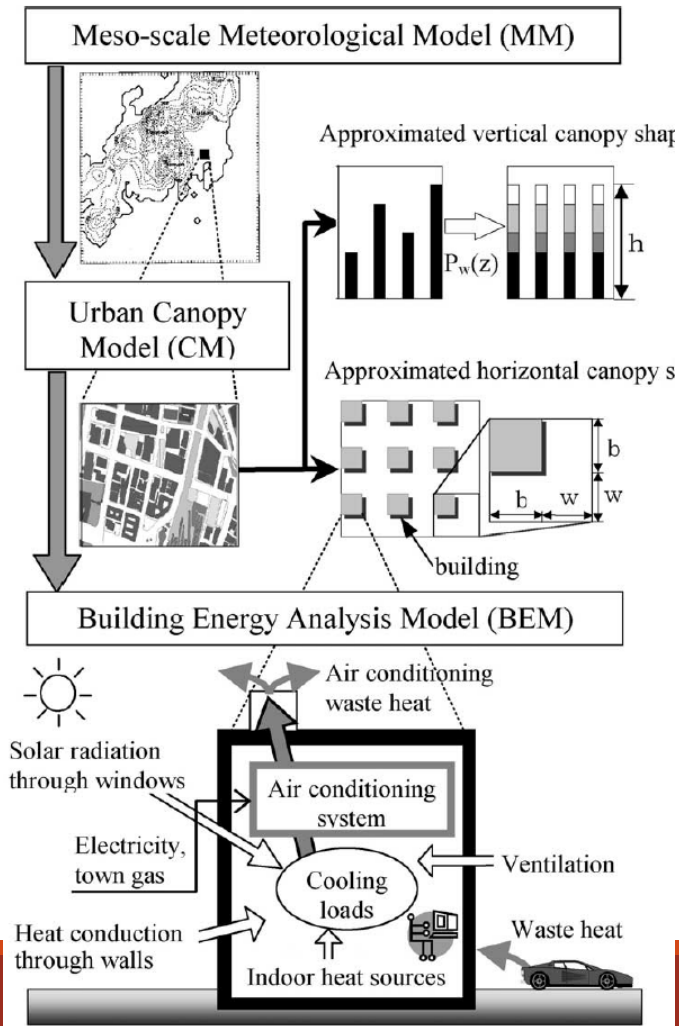 Meso-scale Meteorological Model (MM)
Approximated vertical canopy shap
P_w(z)
h
Urban Canopy
Model (CM)
Approximated horizontal canopy s
b
w
b
w
building
Building Energy Analysis Model (BEM)
Air conditioning
waste heat
Solar radiation
through windows
Air conditioning
system
Electricity,
town gas
Cooling
loads
Ventilation
Heat conduction
through walls
Indoor heat sources
Waste heat